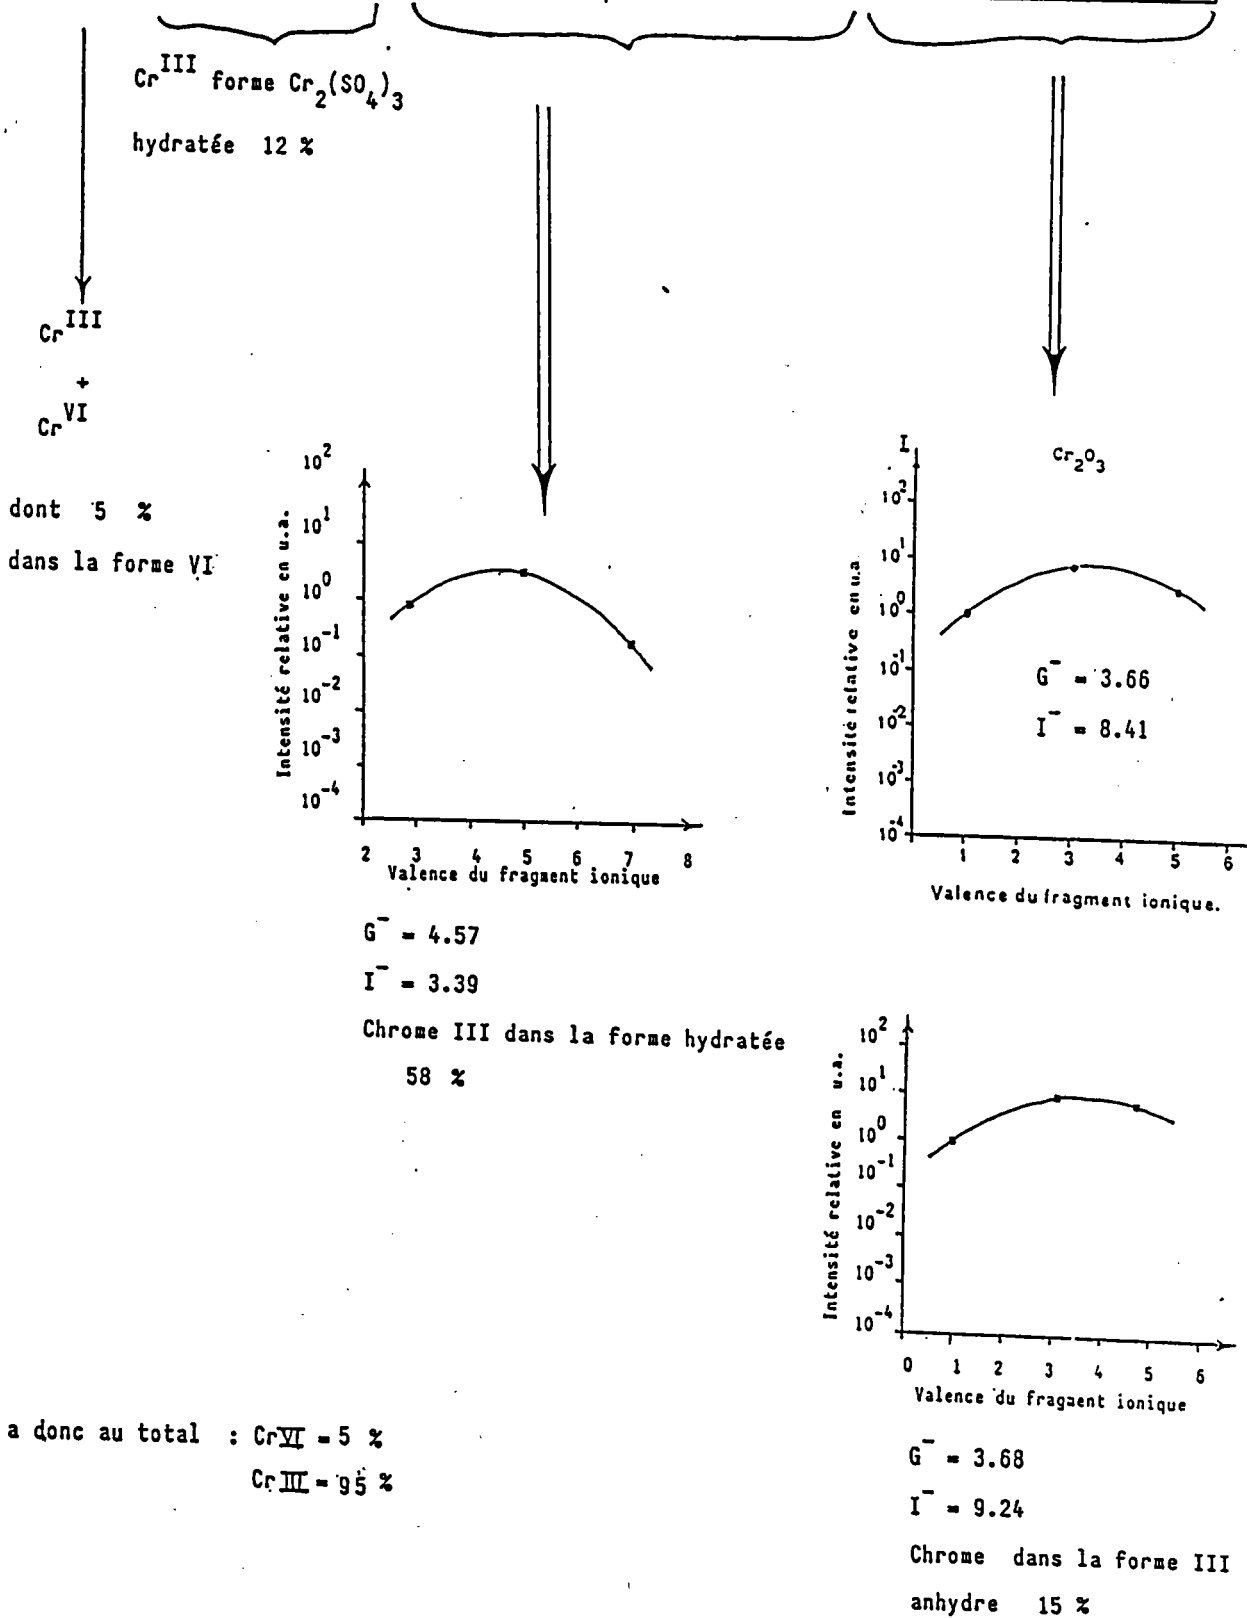 Cr^III forme Cr2(SO4)3
hydratée 12 %
Cr^III
+
Cr^VI
dont 5 %
dans la forme VI
Intensité relative en u.a.
10^2
10^1
10^0
10^-1
10^-2
10^-3
10^-4
2 3 4 5 6 7 8
Valence du fragment ionique
G^- = 4.57
I^- = 3.39
Chrome III dans la forme hydratée
58 %
I
Cr2O3
Intensité relative en u.a
10^2
10^1
10^0
10^-1
10^-2
10^-3
10^-4
G^- = 3.66
I^- = 8.41
1 2 3 4 5 6
Valence du fragment ionique.
Intensité relative en u.a.
10^2
10^1
10^0
10^-1
10^-2
10^-3
10^-4
0 1 2 3 4 5 6
Valence du fragment ionique
G^- = 3.68
I^- = 9.24
Chrome dans la forme III
anhydre 15 %
a donc au total : Cr VI = 5 %
Cr III = 95 %